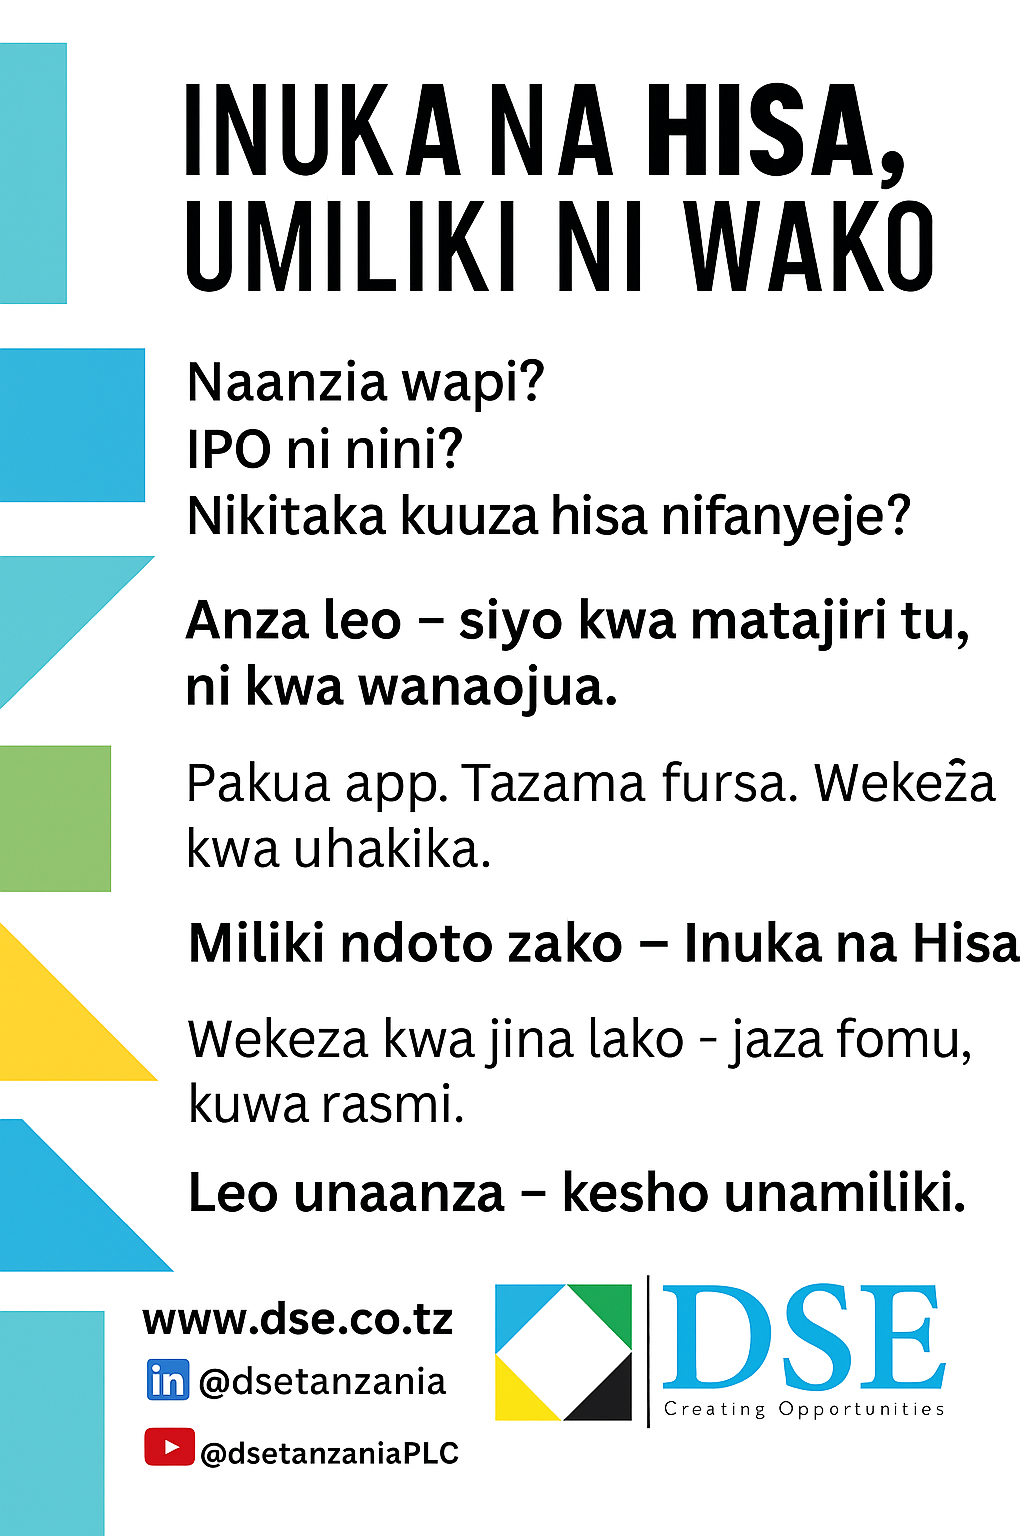 INUKA NA HISA,
UMILIKI NI WAKO
Naanzia wapi?
IPO ni nini?
Nikitaka kuuza hisa nifanyeje?
Anza leo – siyo kwa matajiri tu,
ni kwa wanaojua.
Pakua app. Tazama fursa. Wekez̑a
kwa uhakika.
Miliki ndoto zako – Inuka na Hisa
Wekeza kwa jina lako - jaza fomu,
kuwa rasmi.
Leo unaanza – kesho unamiliki.
www.dse.co.tz
in @dsetanzania
@dsetanzaniaPLC
DSE
Creating Opportunities